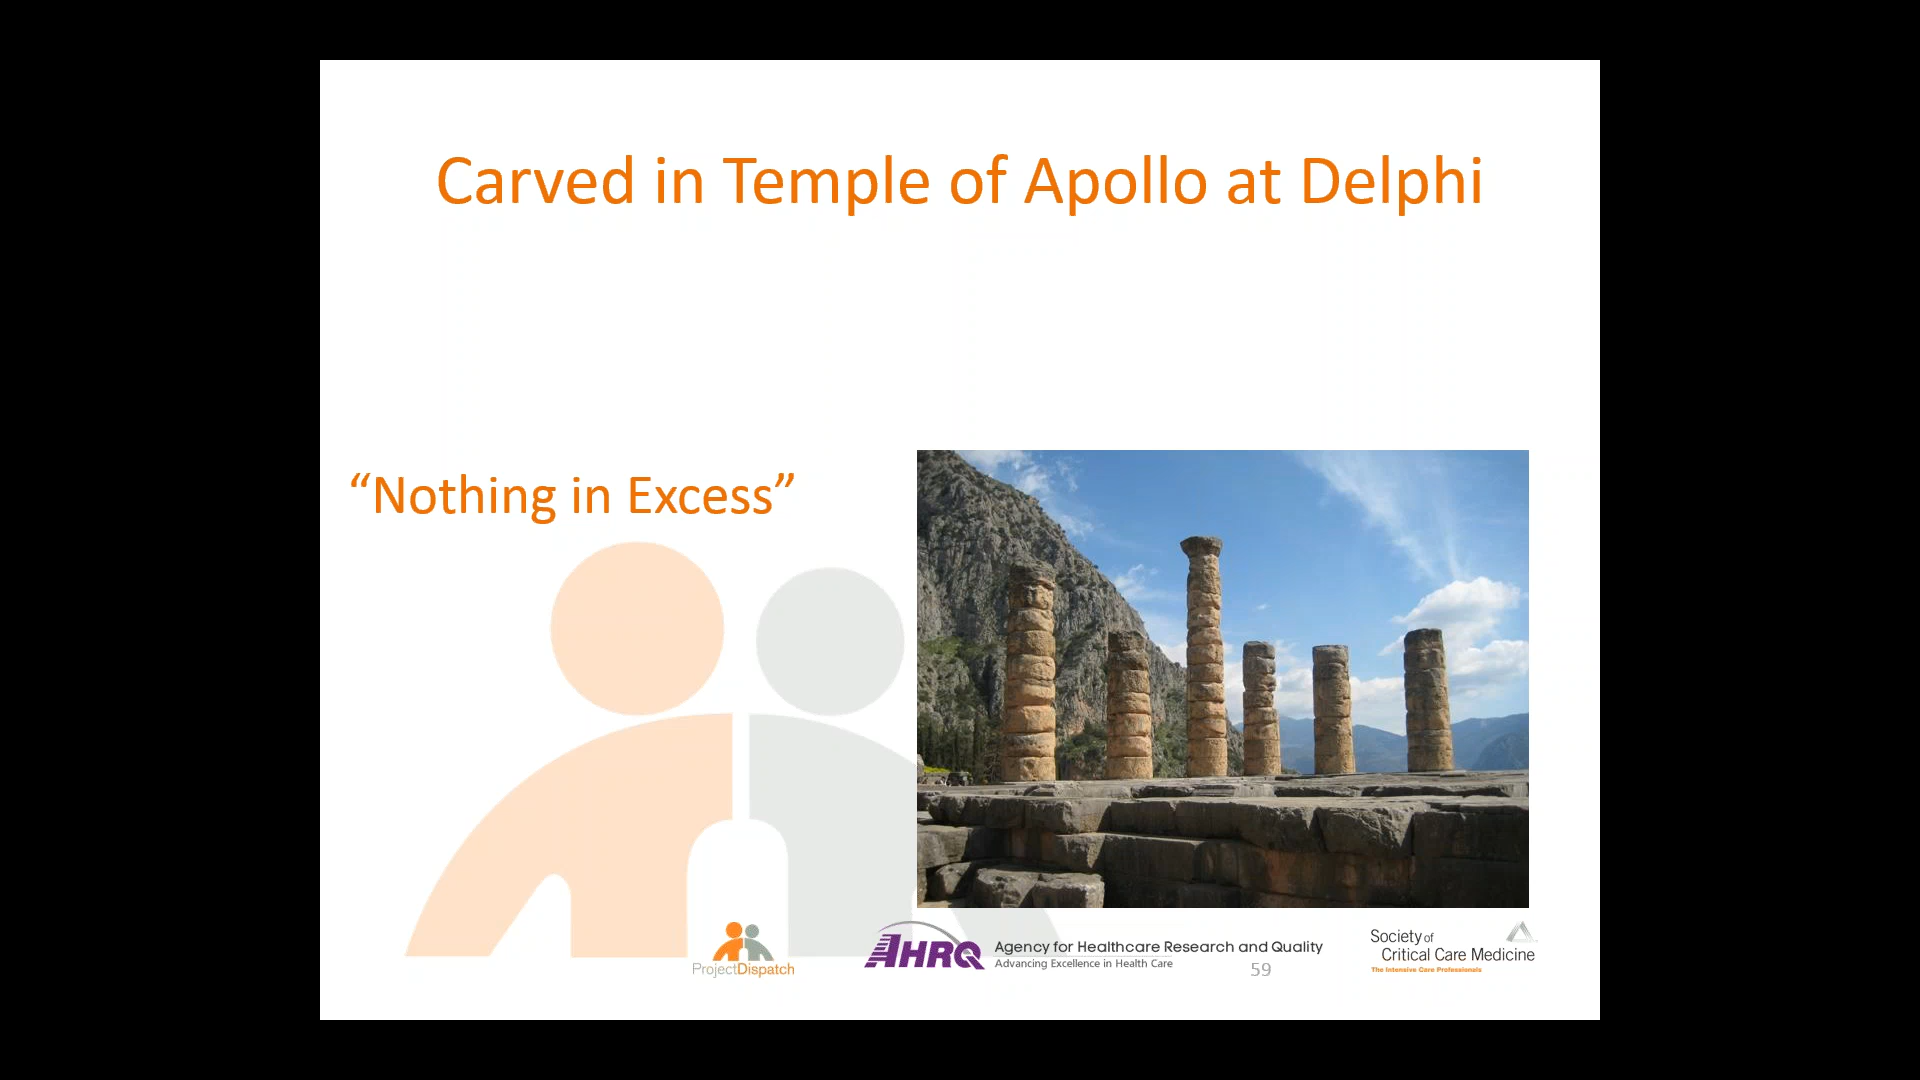 Carved in Temple of Apollo at Delphi
“Nothing in Excess”
ProjectDispatch
AHRQ
Agency for Healthcare Research and Quality
Advancing Excellence in Health Care
59
Society of
Critical Care Medicine
The Intensive Care Professionals